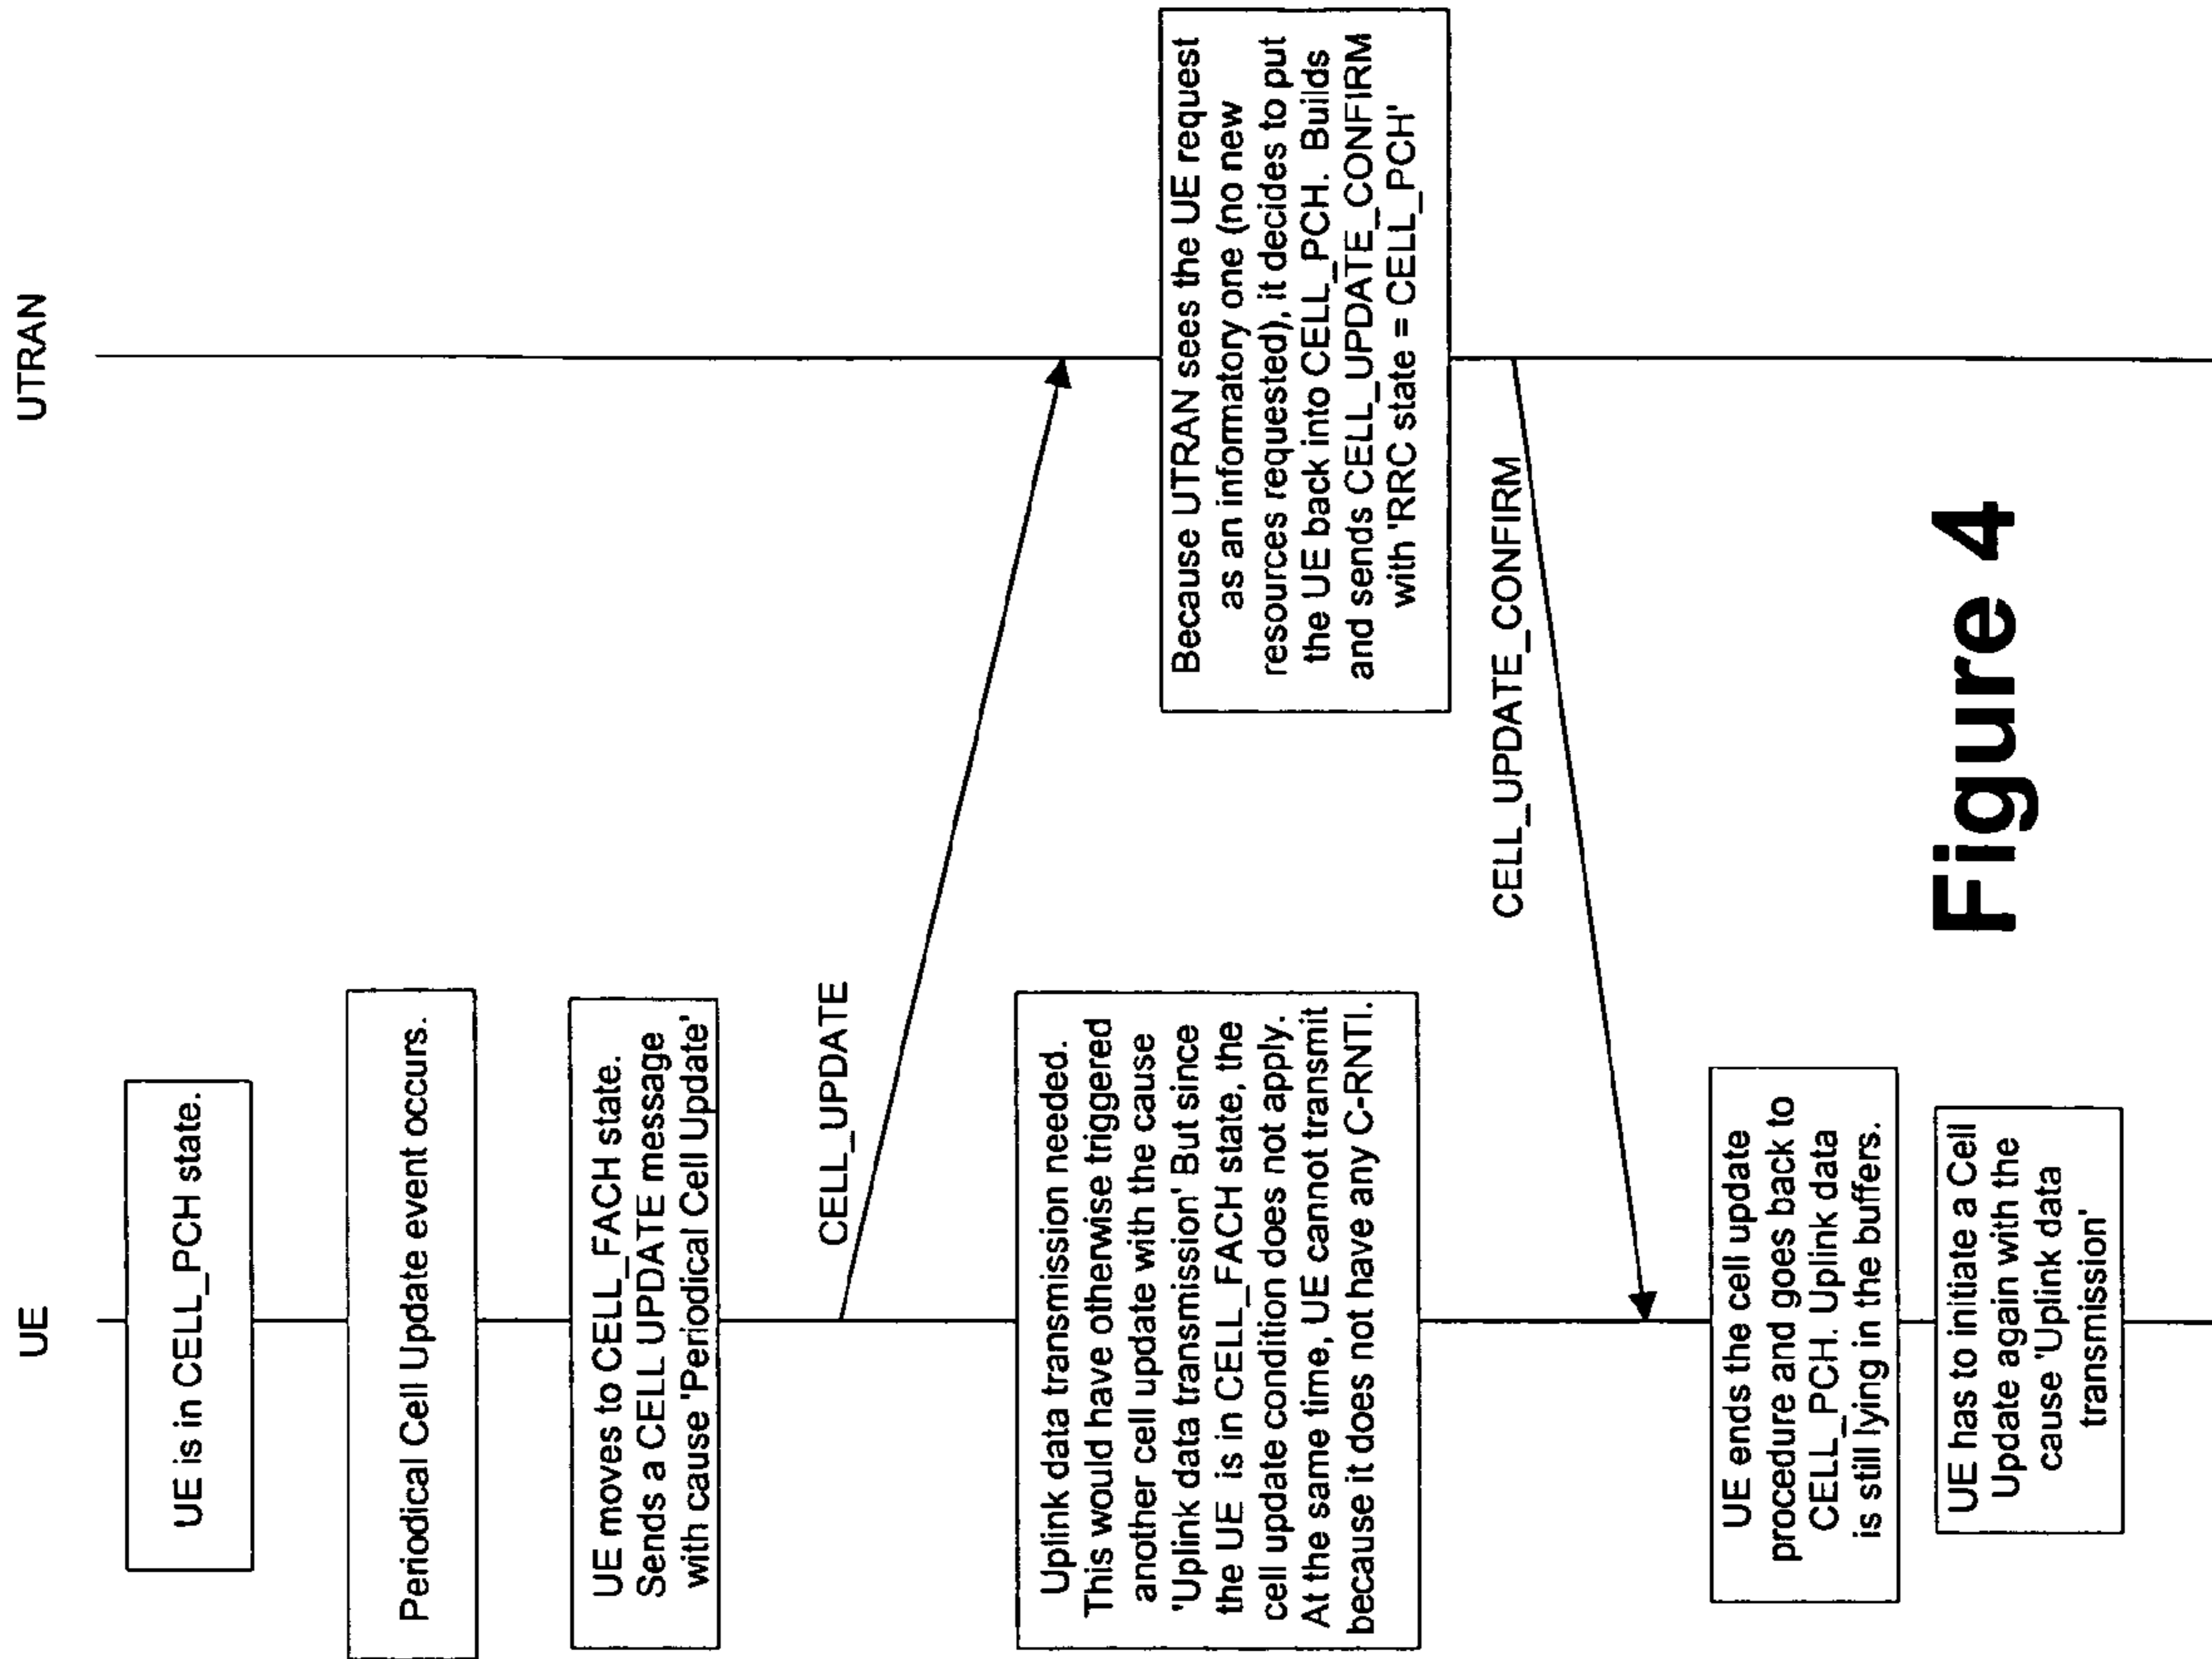 UE
UTRAN
UE is in CELL_PCH state.
Periodical Cell Update event occurs.
UE moves to CELL_FACH state.
Sends a CELL UPDATE message
with cause 'Periodical Cell Update'
CELL_UPDATE
Uplink data transmission needed.
This would have otherwise triggered
another cell update with the cause
'Uplink data transmission' But since
the UE is in CELL_FACH state, the
cell update condition does not apply.
At the same time, UE cannot transmit
because it does not have any C-RNTI.
Because UTRAN sees the UE request
as an informatory one (no new
resources requested), it decides to put
the UE back into CELL_PCH. Builds
and sends CELL_UPDATE_CONFIRM
with 'RRC state = CELL_PCH'
CELL_UPDATE_CONFIRM
UE ends the cell update
procedure and goes back to
CELL_PCH. Uplink data
is still lying in the buffers.
UE has to initiate a Cell
Update again with the
cause 'Uplink data
transmission'
Figure 4